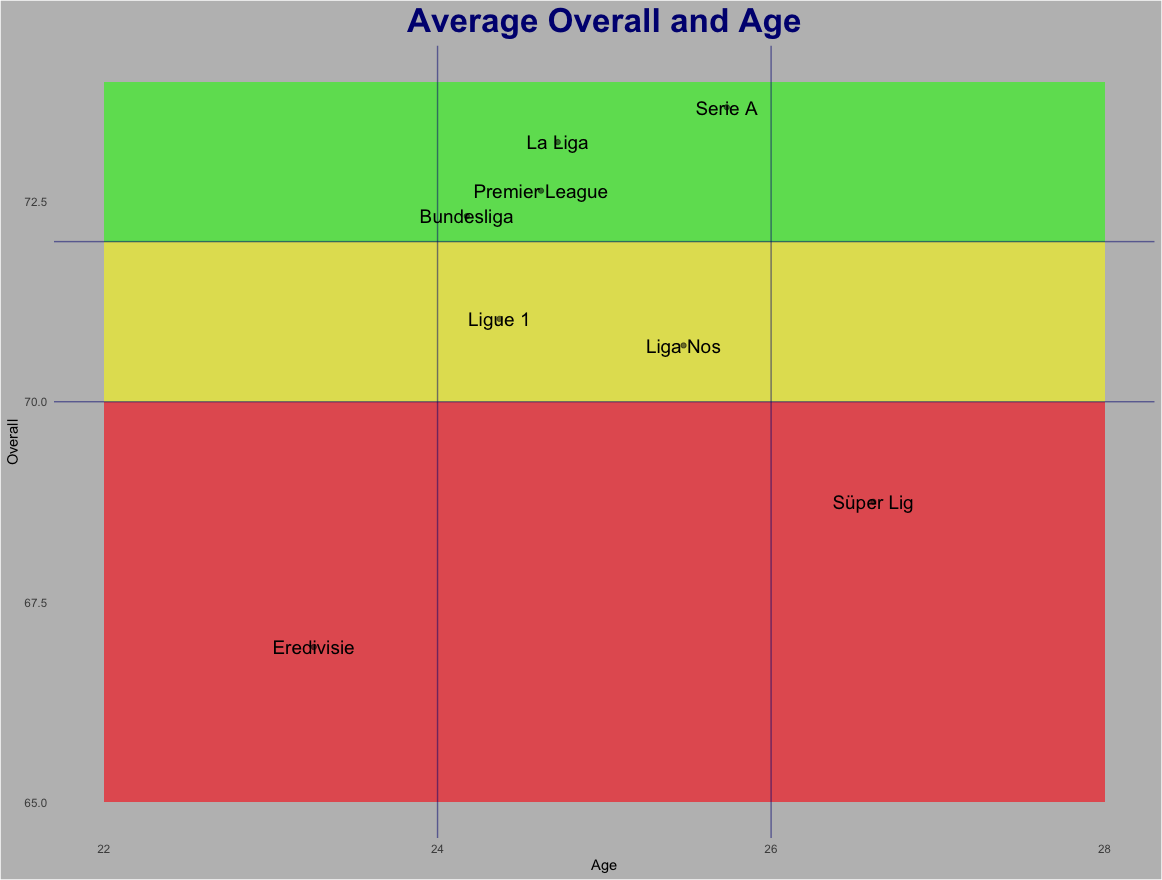 Average Overall and Age
Serie A
La Liga
Premier League
72.5
Bundesliga
Ligue 1
Liga Nos
70.0
Overall
Süper Lig
67.5
Eredivisie
65.0
22
24
26
28
Age